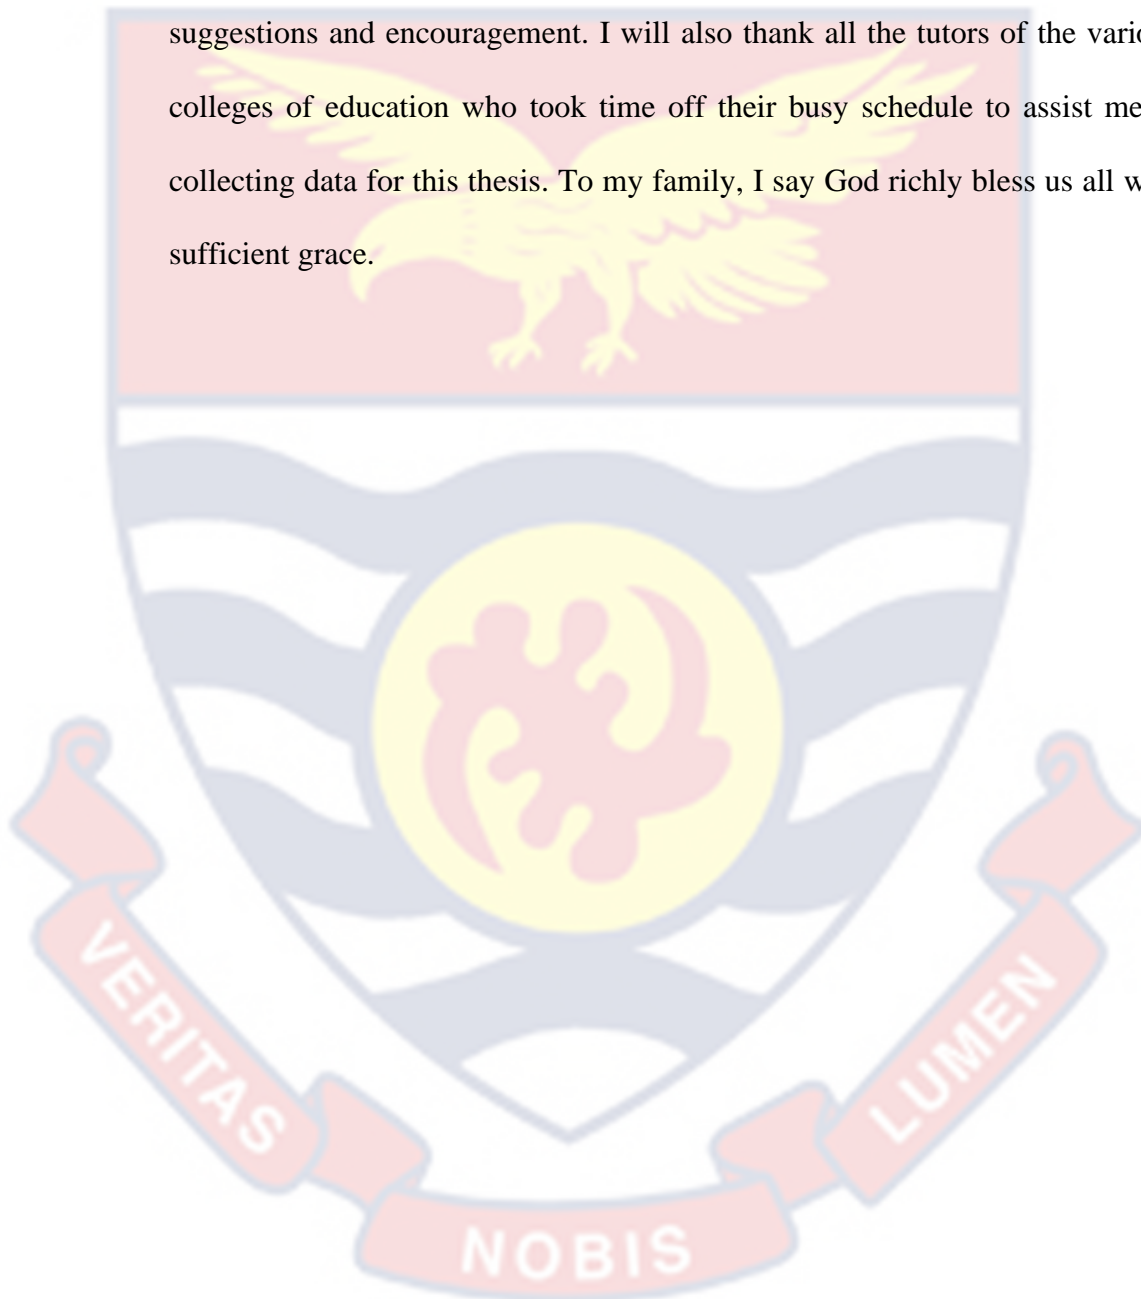 suggestions and encouragement. I will also thank all the tutors of the vario
colleges of education who took time off their busy schedule to assist me
collecting data for this thesis. To my family, I say God richly bless us all w
sufficient grace.
VERITAS
NOBIS
LUMEN